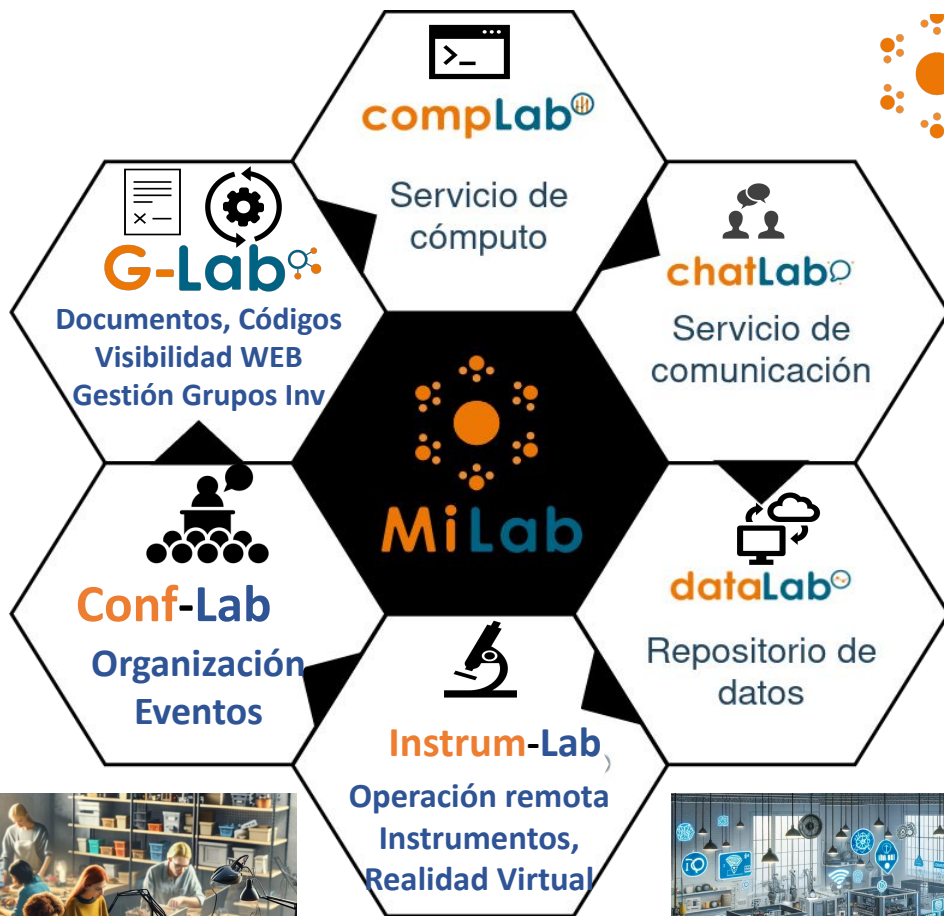 >_
compLab
Servicio de
cómputo
G-Lab
Documentos, Códigos
Visibilidad WEB
Gestión Grupos Inv
chatLab
Servicio de
comunicación
MiLab
Conf-Lab
Organización
Eventos
dataLab
Repositorio de
datos
Instrum-Lab
Operación remota
Instrumentos,
Realidad Virtual